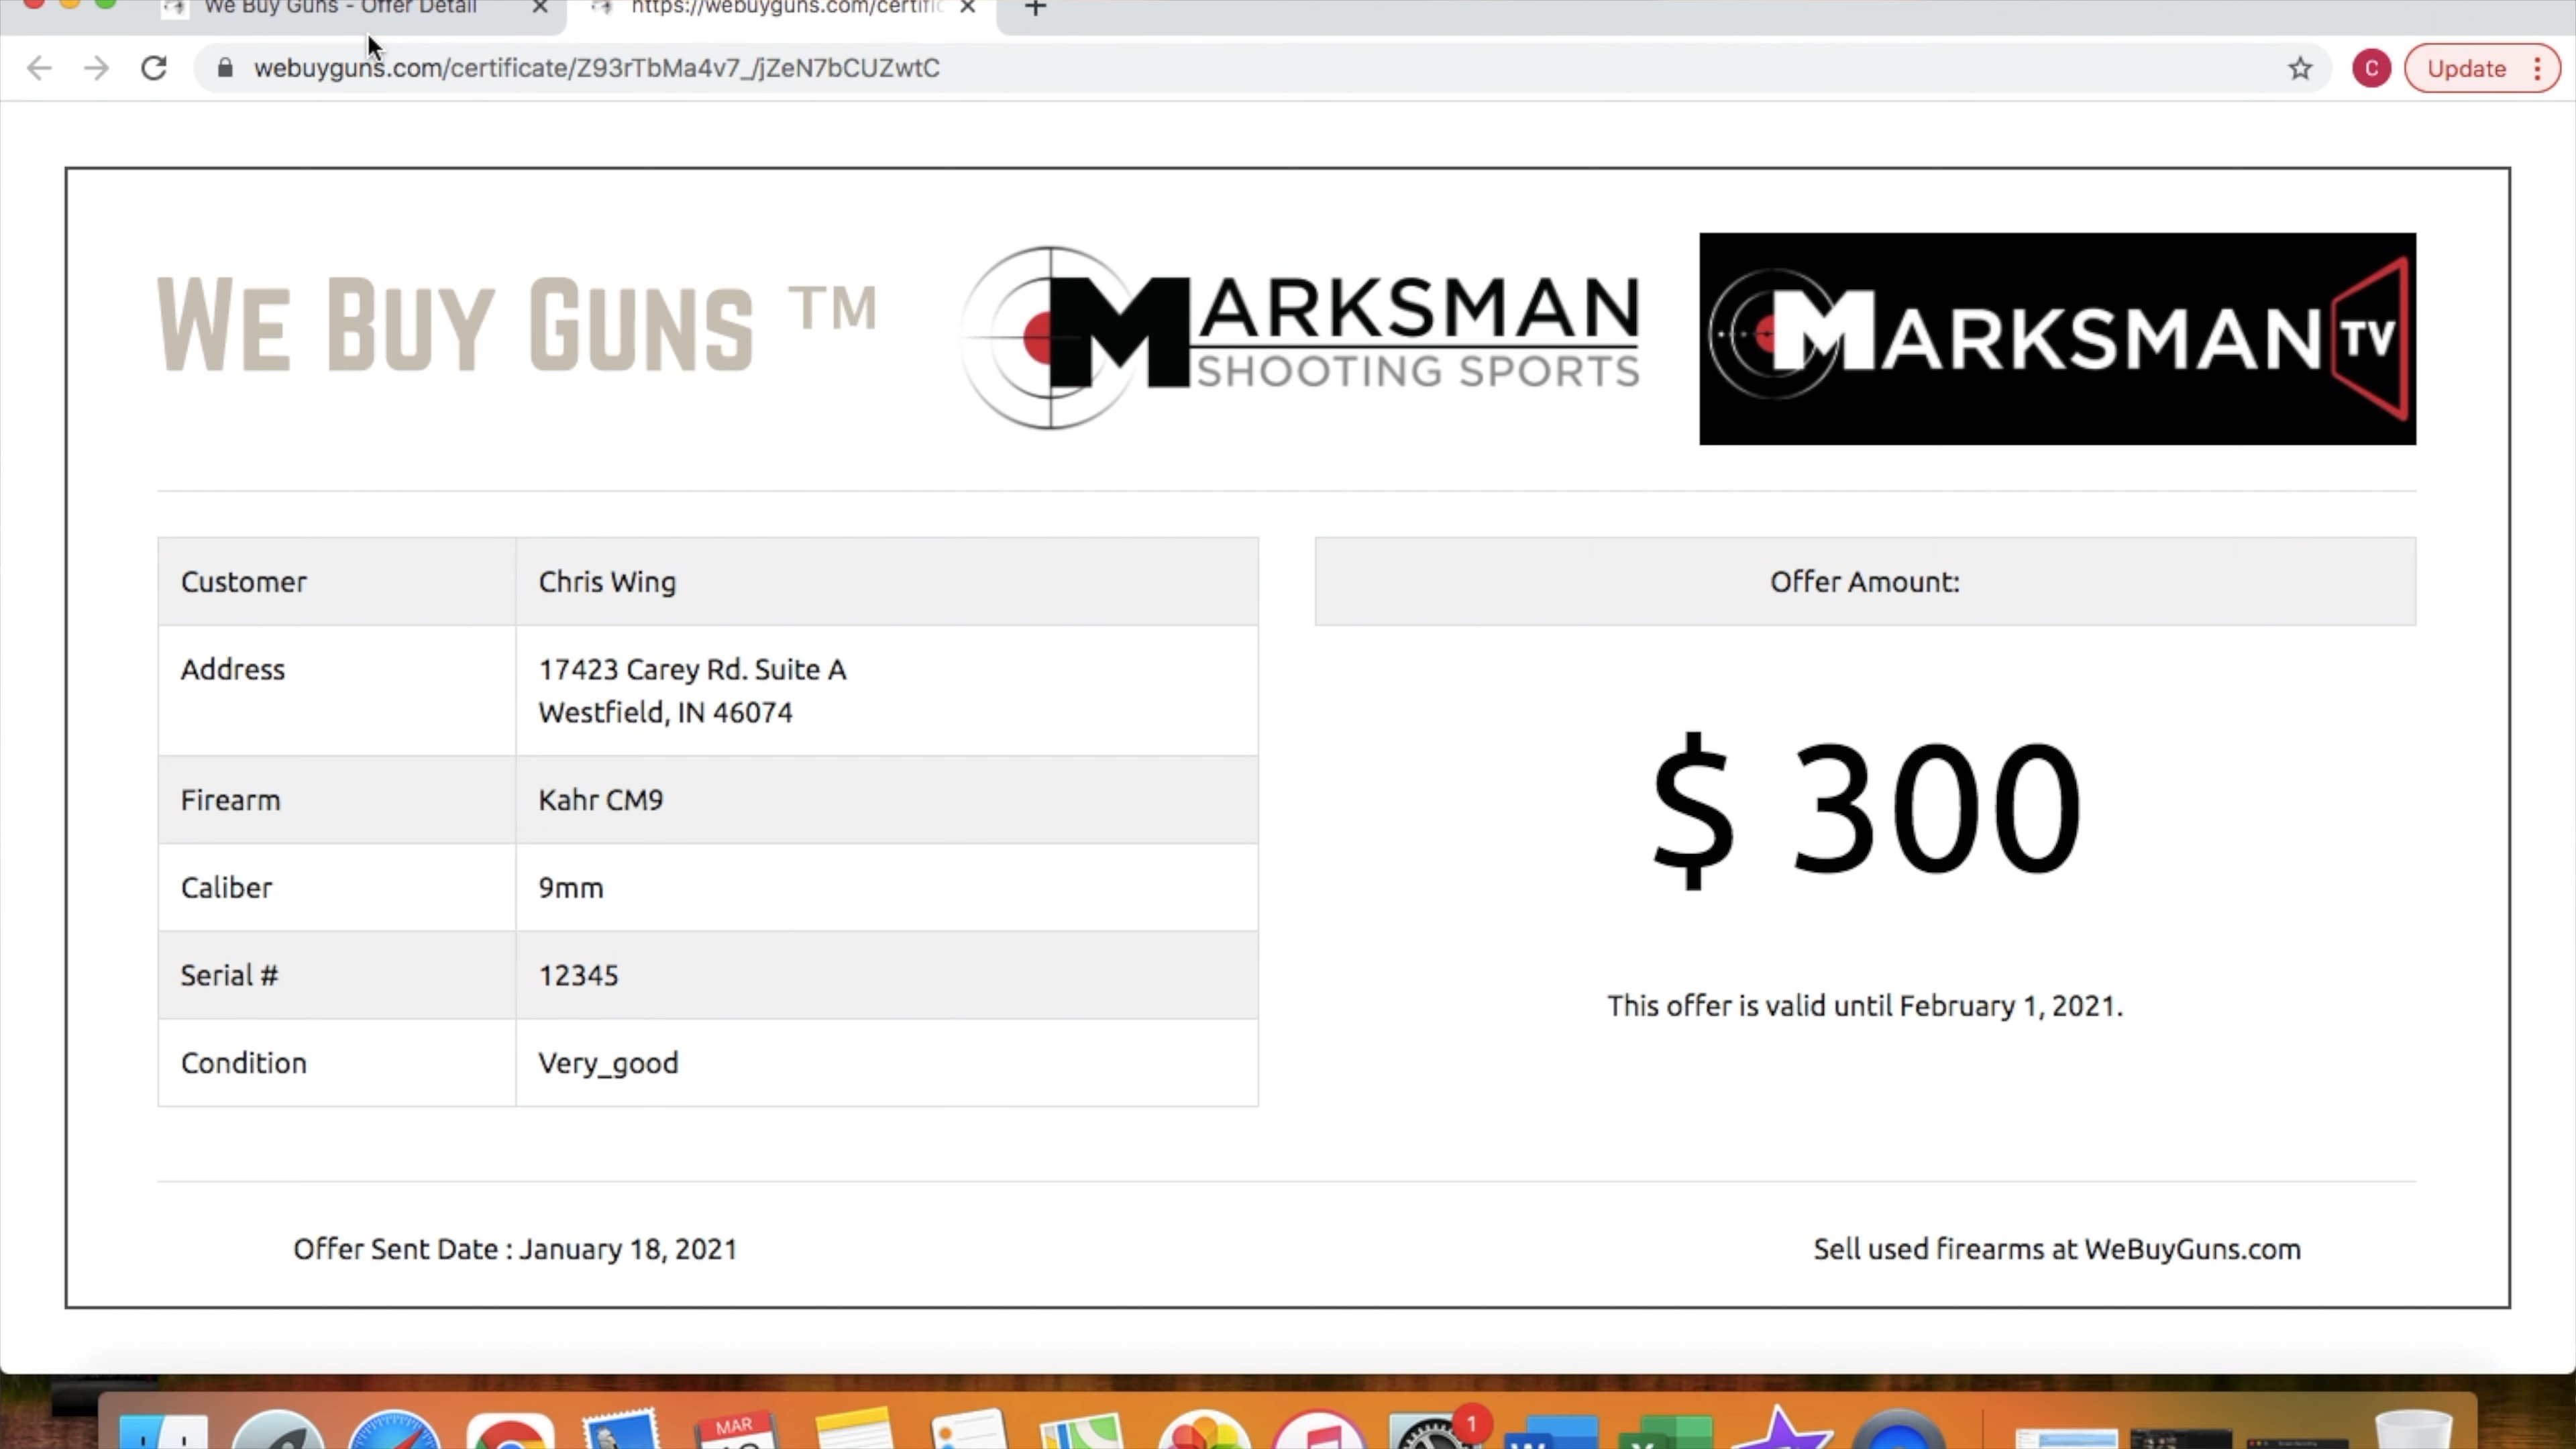 We Buy Guns - Offer Detail
https://webuyguns.com/certific
webuyguns.com/certificate/Z93rTbMa4v7_/jZeN7bCUZwtC
C
Update
WE BUY GUNS ™
MARKSMAN
SHOOTING SPORTS
MARKSMAN TV
Customer
Chris Wing
Address
17423 Carey Rd. Suite A
Westfield, IN 46074
Firearm
Kahr CM9
Caliber
9mm
Serial #
12345
Condition
Very_good
Offer Amount:
$ 300
This offer is valid until February 1, 2021.
Offer Sent Date : January 18, 2021
Sell used firearms at WeBuyGuns.com
MAR
1
W
X